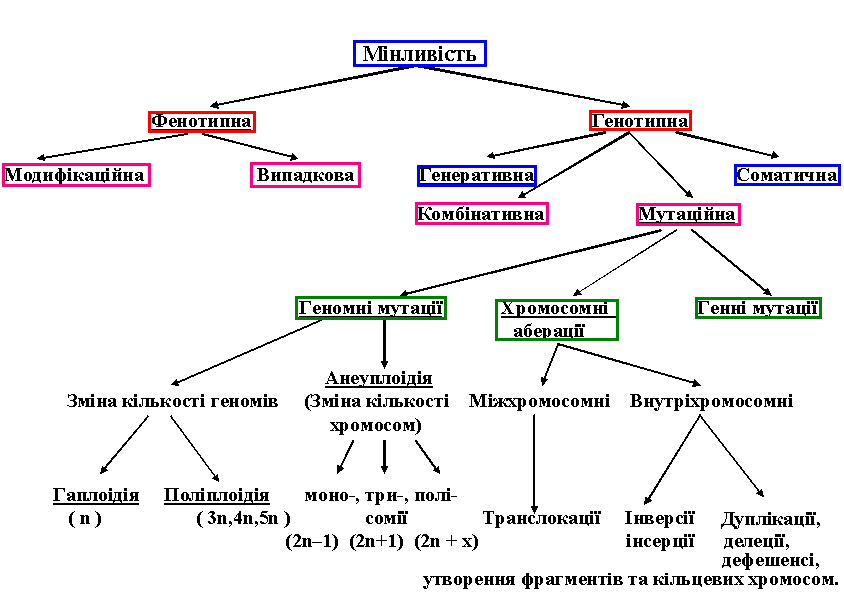 Мінливість
Фенотипна
Генотипна
Модифікаційна
Випадкова
Генеративна
Соматична
Комбінативна
Мутаційна
Геномні мутації
Хромосомні
аберації
Генні мутації
Зміна кількості геномів
Анеуплоідія
(Зміна кількості
хромосом)
Міжхромосомні
Внутріхромосомні
Гаплоідія
( n )
Поліплоідія
( 3n,4n,5n )
моно-, три-, полі-
сомії
(2n–1) (2n+1) (2n + x)
Транслокації
Інверсії
інсерції
Дуплікації,
делеції,
дефешенсі,
утворення фрагментів та кільцевих хромосом.